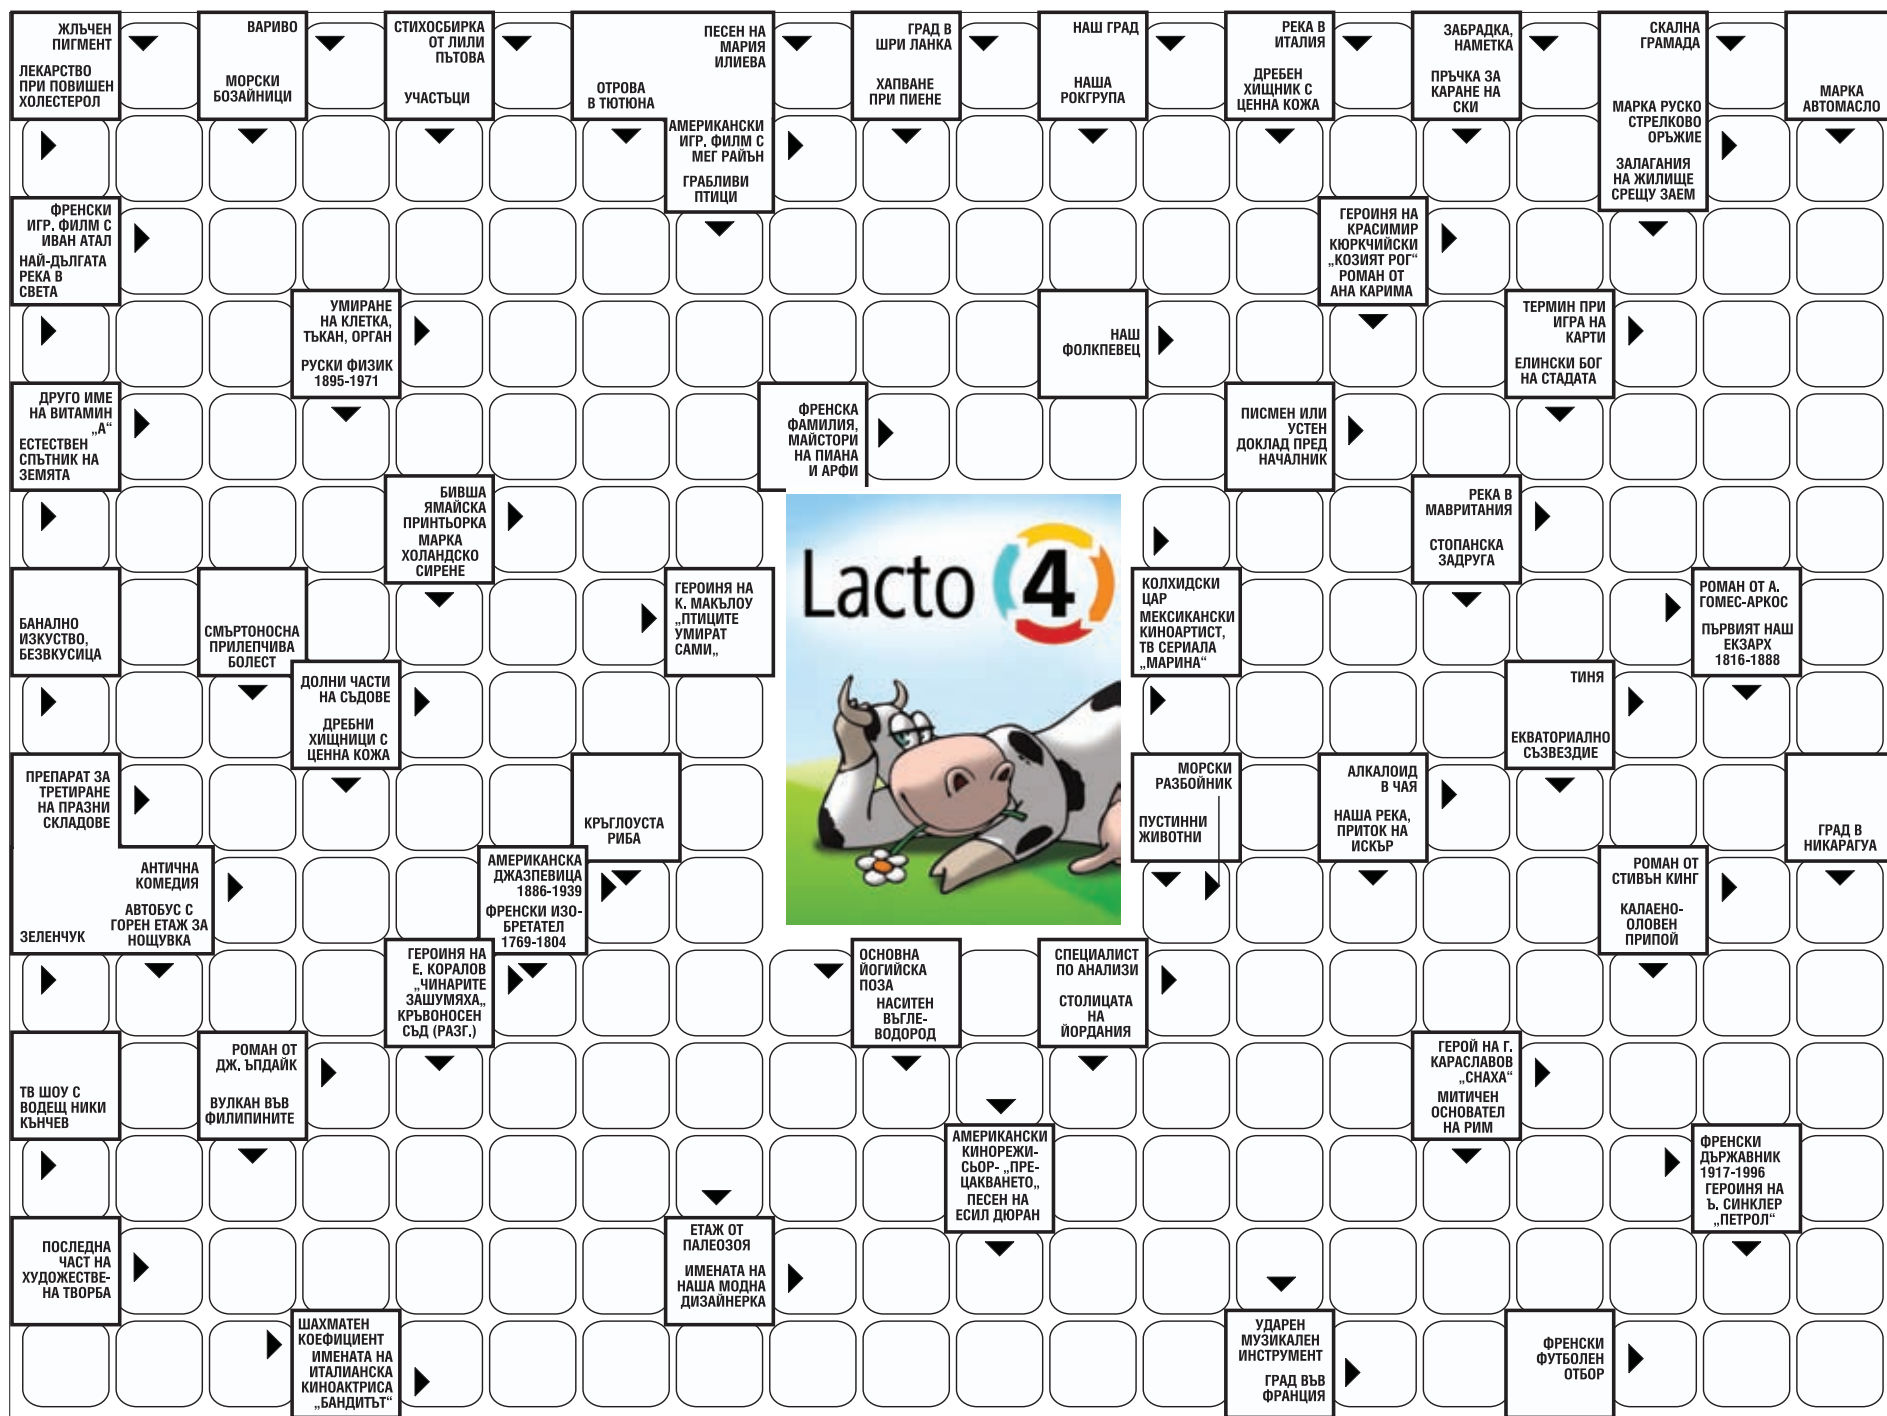 ЖЛЪЧЕН
ПИГМЕНТ
ЛЕКАРСТВО
ПРИ ПОВИШЕН
ХОЛЕСТЕРОЛ
ВАРИВО
МОРСКИ
БОЗАЙНИЦИ
СТИХОСБИРКА
ОТ ЛИЛИ
ПЪТОВА
УЧАСТЪЦИ
ОТРОВА
В ТЮТЮНА
ПЕСЕН НА
МАРИЯ
ИЛИЕВА
АМЕРИКАНСКИ
ИГР. ФИЛМ С
МЕГ РАЙЪН
ГРАБЛИВИ
ПТИЦИ
ГРАД В
ШРИ ЛАНКА
ХАПВАНЕ
ПРИ ПИЕНЕ
НАШ ГРАД
НАША
РОКГРУПА
РЕКА В
ИТАЛИЯ
ДРЕБЕН
ХИЩНИК С
ЦЕННА КОЖА
ЗАБРАДКА,
НАМЕТКА
ПРЪЧКА ЗА
КАРАНЕ НА
СКИ
СКАЛНА
ГРАМАДА
МАРКА РУСКО
СТРЕЛКОВО
ОРЪЖИЕ
ЗАЛАГАНИЯ
НА ЖИЛИЩЕ
СРЕЩУ ЗАЕМ
МАРКА
АВТОМАСЛО
ФРЕНСКИ
ИГР. ФИЛМ С
ИВАН АТАЛ
НАЙ-ДЪЛГАТА
РЕКА В
СВЕТА
ГЕРОИНЯ НА
КРАСИМИР
КЮРКЧИЙСКИ
„КОЗИЯТ РОГ“
РОМАН ОТ
АНА КАРИМА
УМИРАНЕ
НА КЛЕТКА,
ТЪКАН, ОРГАН
РУСКИ ФИЗИК
1895-1971
НАШ
ФОЛКПЕВЕЦ
ТЕРМИН ПРИ
ИГРА НА
КАРТИ
ЕЛИНСКИ БОГ
НА СТАДАТА
ДРУГО ИМЕ
НА ВИТАМИН
„А“
ЕСТЕСТВЕН
СПЪТНИК НА
ЗЕМЯТА
ФРЕНСКА
ФАМИЛИЯ,
МАЙСТОРИ
НА ПИАНА
И АРФИ
ПИСМЕН ИЛИ
УСТЕН
ДОКЛАД ПРЕД
НАЧАЛНИК
БИВША
ЯМАЙСКА
ПРИНТЬОРКА
МАРКА
ХОЛАНДСКО
СИРЕНЕ
РЕКА В
МАВРИТАНИЯ
СТОПАНСКА
ЗАДРУГА
Lacto 4
БАНАЛНО
ИЗКУСТВО,
БЕЗВКУСИЦА
СМЪРТОНОСНА
ПРИЛЕПЧИВА
БОЛЕСТ
ГЕРОИНЯ НА
К. МАКЪЛОУ
„ПТИЦИТЕ
УМИРАТ
САМИ„
КОЛХИДСКИ
ЦАР
МЕКСИКАНСКИ
КИНОАРТИСТ,
ТВ СЕРИАЛА
„МАРИНА“
РОМАН ОТ А.
ГОМЕС-АРКОС
ПЪРВИЯТ НАШ
ЕКЗАРХ
1816-1888
ДОЛНИ ЧАСТИ
НА СЪДОВЕ
ДРЕБНИ
ХИЩНИЦИ С
ЦЕННА КОЖА
ТИНЯ
ЕКВАТОРИАЛНО
СЪЗВЕЗДИЕ
ПРЕПАРАТ ЗА
ТРЕТИРАНЕ
НА ПРАЗНИ
СКЛАДОВЕ
КРЪГЛОУСТА
РИБА
МОРСКИ
РАЗБОЙНИК
ПУСТИННИ
ЖИВОТНИ
АЛКАЛОИД
В ЧАЯ
НАША РЕКА,
ПРИТОК НА
ИСКЪР
ГРАД В
НИКАРАГУА
ЗЕЛЕНЧУК
АНТИЧНА
КОМЕДИЯ
АВТОБУС С
ГОРЕН ЕТАЖ ЗА
НОЩУВКА
АМЕРИКАНСКА
ДЖАЗПЕВИЦА
1886-1939
ФРЕНСКИ ИЗО-
БРЕТАТЕЛ
1769-1804
РОМАН ОТ
СТИВЪН КИНГ
КАЛАЕНО-
ОЛОВЕН
ПРИПОЙ
ГЕРОИНЯ НА
Е. КОРАЛОВ
„ЧИНАРИТЕ
ЗАШУМЯХА„
КРЪВОНОСЕН
СЪД (РАЗГ.)
ОСНОВНА
ЙОГИЙСКА
ПОЗА
НАСИТЕН
ВЪГЛЕ-
ВОДОРОД
СПЕЦИАЛИСТ
ПО АНАЛИЗИ
СТОЛИЦАТА
НА
ЙОРДАНИЯ
ТВ ШОУ С
ВОДЕЩ НИКИ
КЪНЧЕВ
РОМАН ОТ
ДЖ. ЪПДАЙК
ВУЛКАН ВЪВ
ФИЛИПИНИТЕ
ГЕРОЙ НА Г.
КАРАСЛАВОВ
„СНАХА“
МИТИЧЕН
ОСНОВАТЕЛ
НА РИМ
АМЕРИКАНСКИ
КИНОРЕЖИ-
СЬОР- „ПРЕ-
ЦАКВАНЕТО„
ПЕСЕН НА
ЕСИЛ ДЮРАН
ФРЕНСКИ
ДЪРЖАВНИК
1917-1996
ГЕРОИНЯ НА
Ъ. СИНКЛЕР
„ПЕТРОЛ“
ПОСЛЕДНА
ЧАСТ НА
ХУДОЖЕСТВЕ-
НА ТВОРБА
ЕТАЖ ОТ
ПАЛЕОЗОЯ
ИМЕНАТА НА
НАША МОДНА
ДИЗАЙНЕРКА
ШАХМАТЕН
КОЕФИЦИЕНТ
ИМЕНАТА НА
ИТАЛИАНСКА
КИНОАКТРИСА
„БАНДИТЪТ“
УДАРЕН
МУЗИКАЛЕН
ИНСТРУМЕНТ
ГРАД ВЪВ
ФРАНЦИЯ
ФРЕНСКИ
ФУТБОЛЕН
ОТБОР